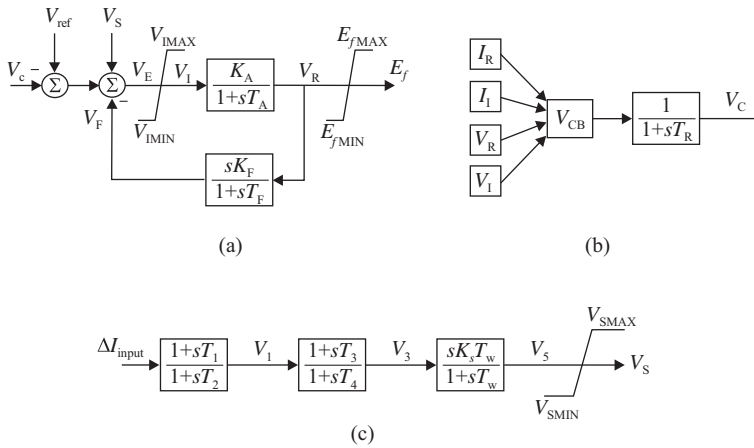 V_ref
V_S
V_IMAX
E_fMAX
V_c
−
Σ
Σ
V_E
V_I
K_A
1+sT_A
V_R
E_f
V_F
−
V_IMIN
E_fMIN
sK_F
1+sT_F
(a)
I_R
I_I
V_R
V_I
V_CB
1
1+sT_R
V_C
(b)
ΔI_input
1+sT_1
1+sT_2
V_1
1+sT_3
1+sT_4
V_3
sK_sT_w
1+sT_w
V_5
V_SMAX
V_SMIN
V_S
(c)